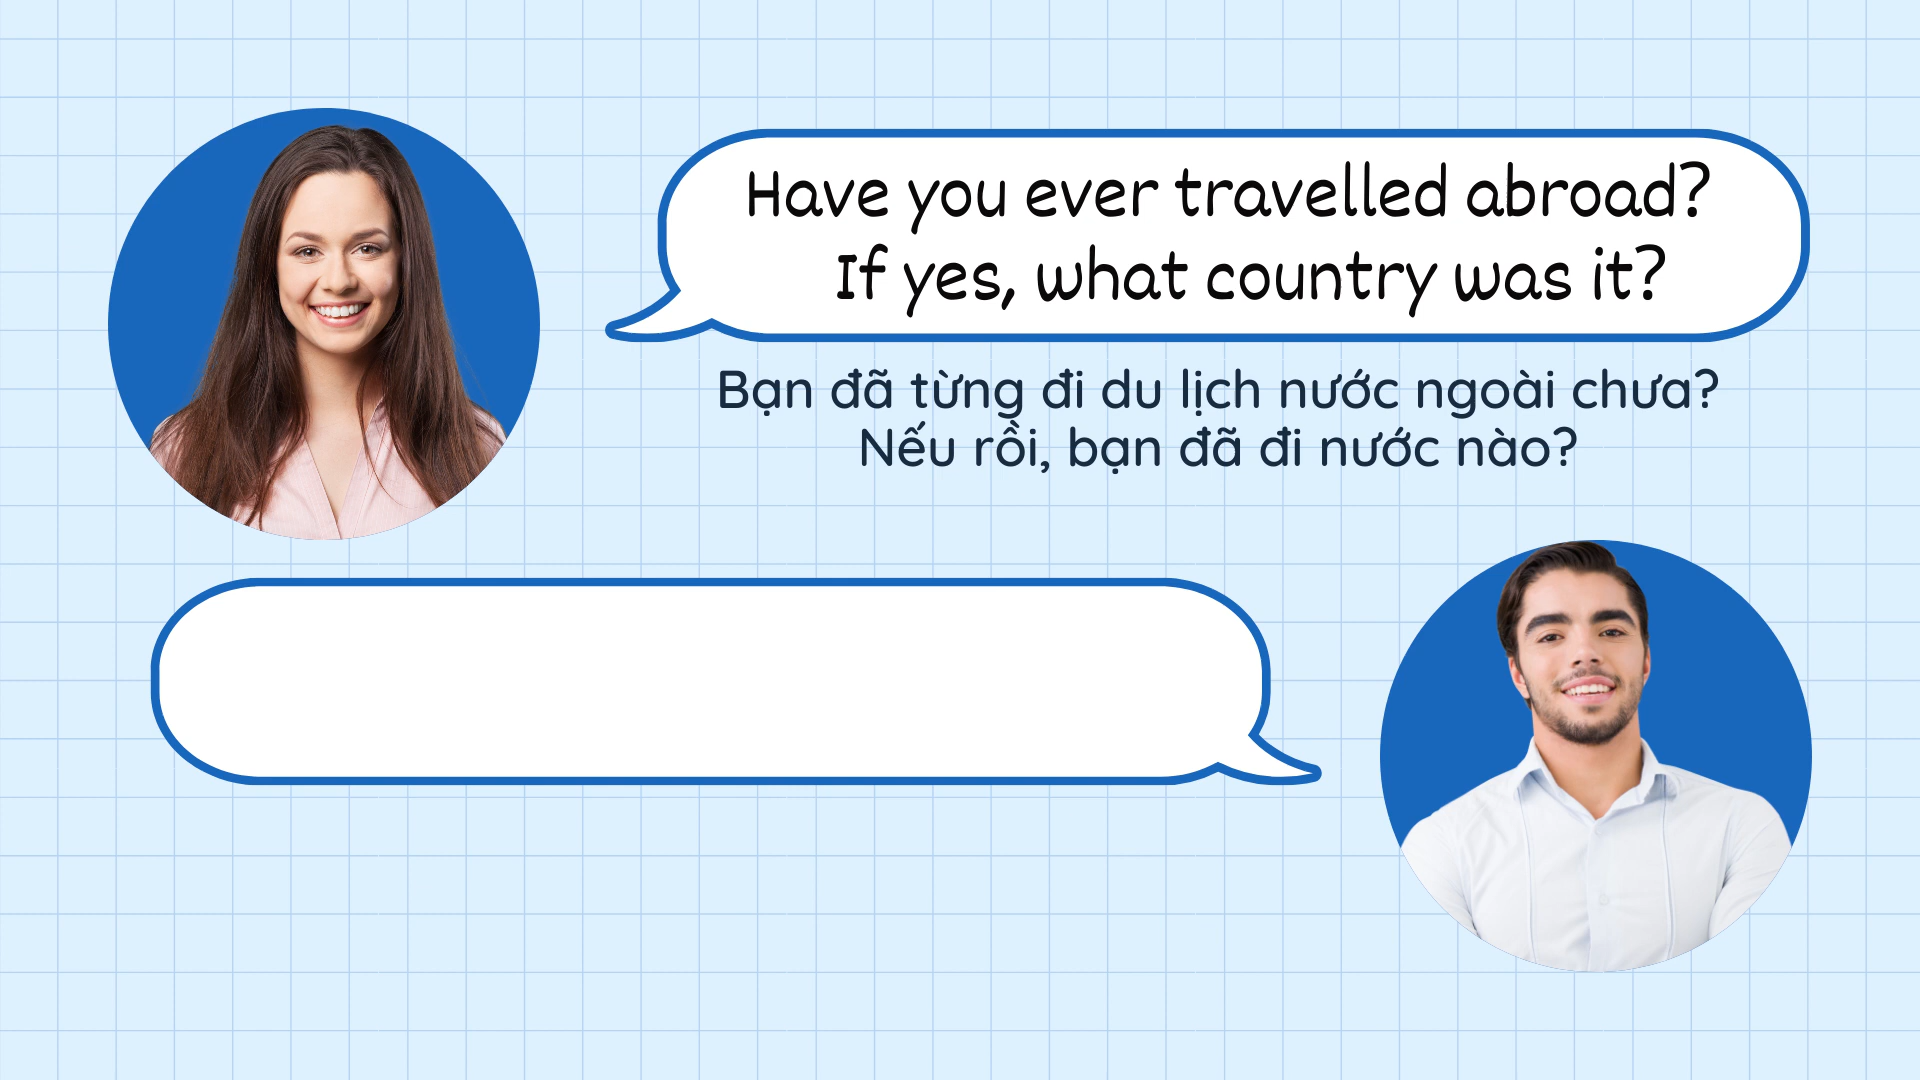 Have you ever travelled abroad?
If yes, what country was it?
Bạn đã từng đi du lịch nước ngoài chưa?
Nếu rồi, bạn đã đi nước nào?